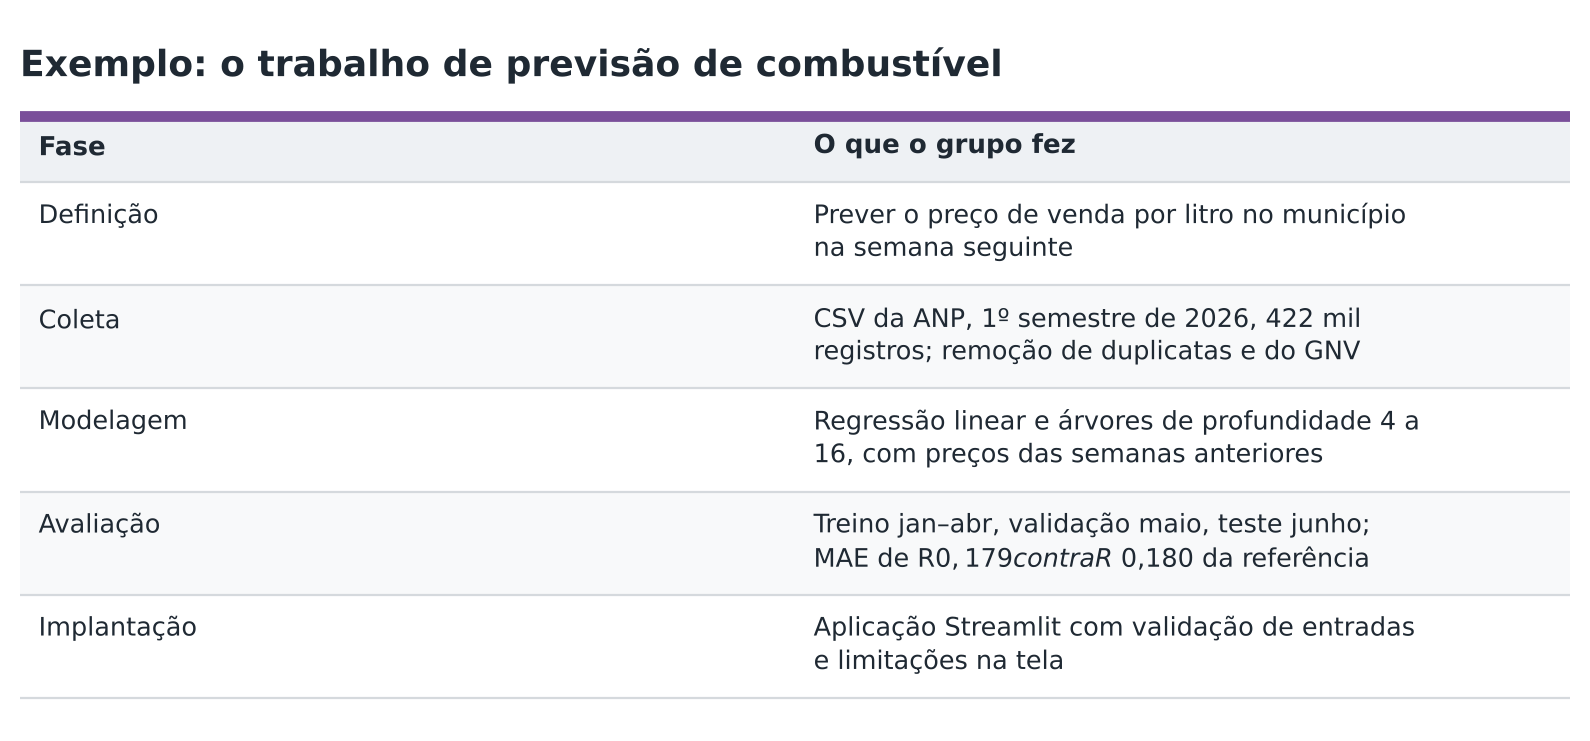 Exemplo: o trabalho de previsão de combustível
Fase
O que o grupo fez
Definição
Prever o preço de venda por litro no município
na semana seguinte
Coleta
CSV da ANP, 1º semestre de 2026, 422 mil
registros; remoção de duplicatas e do GNV
Modelagem
Regressão linear e árvores de profundidade 4 a
16, com preços das semanas anteriores
Avaliação
Treino jan–abr, validação maio, teste junho;
MAE de R0, 179contraR 0,180 da referência
Implantação
Aplicação Streamlit com validação de entradas
e limitações na tela